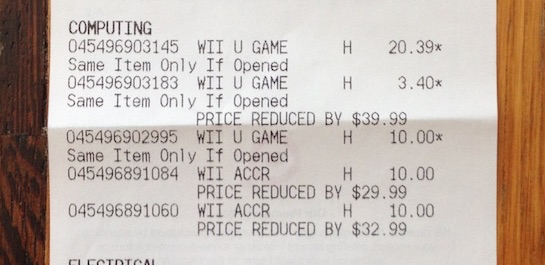 COMPUTING
045496903145 WII U GAME H 20.39*
Same Item Only If Opened
045496903183 WII U GAME H 3.40*
Same Item Only If Opened
PRICE REDUCED BY $39.99
045496902995 WII U GAME H 10.00*
Same Item Only If Opened
045496891084 WII ACCR H 10.00
PRICE REDUCED BY $29.99
045496891060 WII ACCR H 10.00
PRICE REDUCED BY $32.99
ELECTRICAL